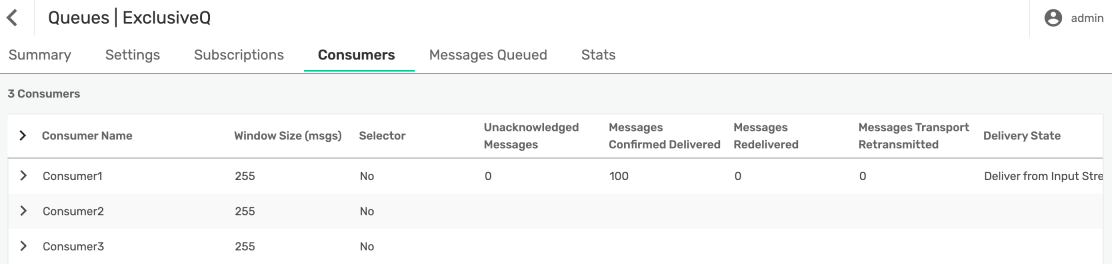 Queues | ExclusiveQ
admin
Summary Settings Subscriptions Consumers Messages Queued Stats
3 Consumers
Consumer Name Window Size (msgs) Selector Unacknowledged Messages Messages Confirmed Delivered Messages Redelivered Messages Transport Retransmitted Delivery State
Consumer1 255 No 0 100 0 0 Deliver from Input Stre
Consumer2 255 No
Consumer3 255 No